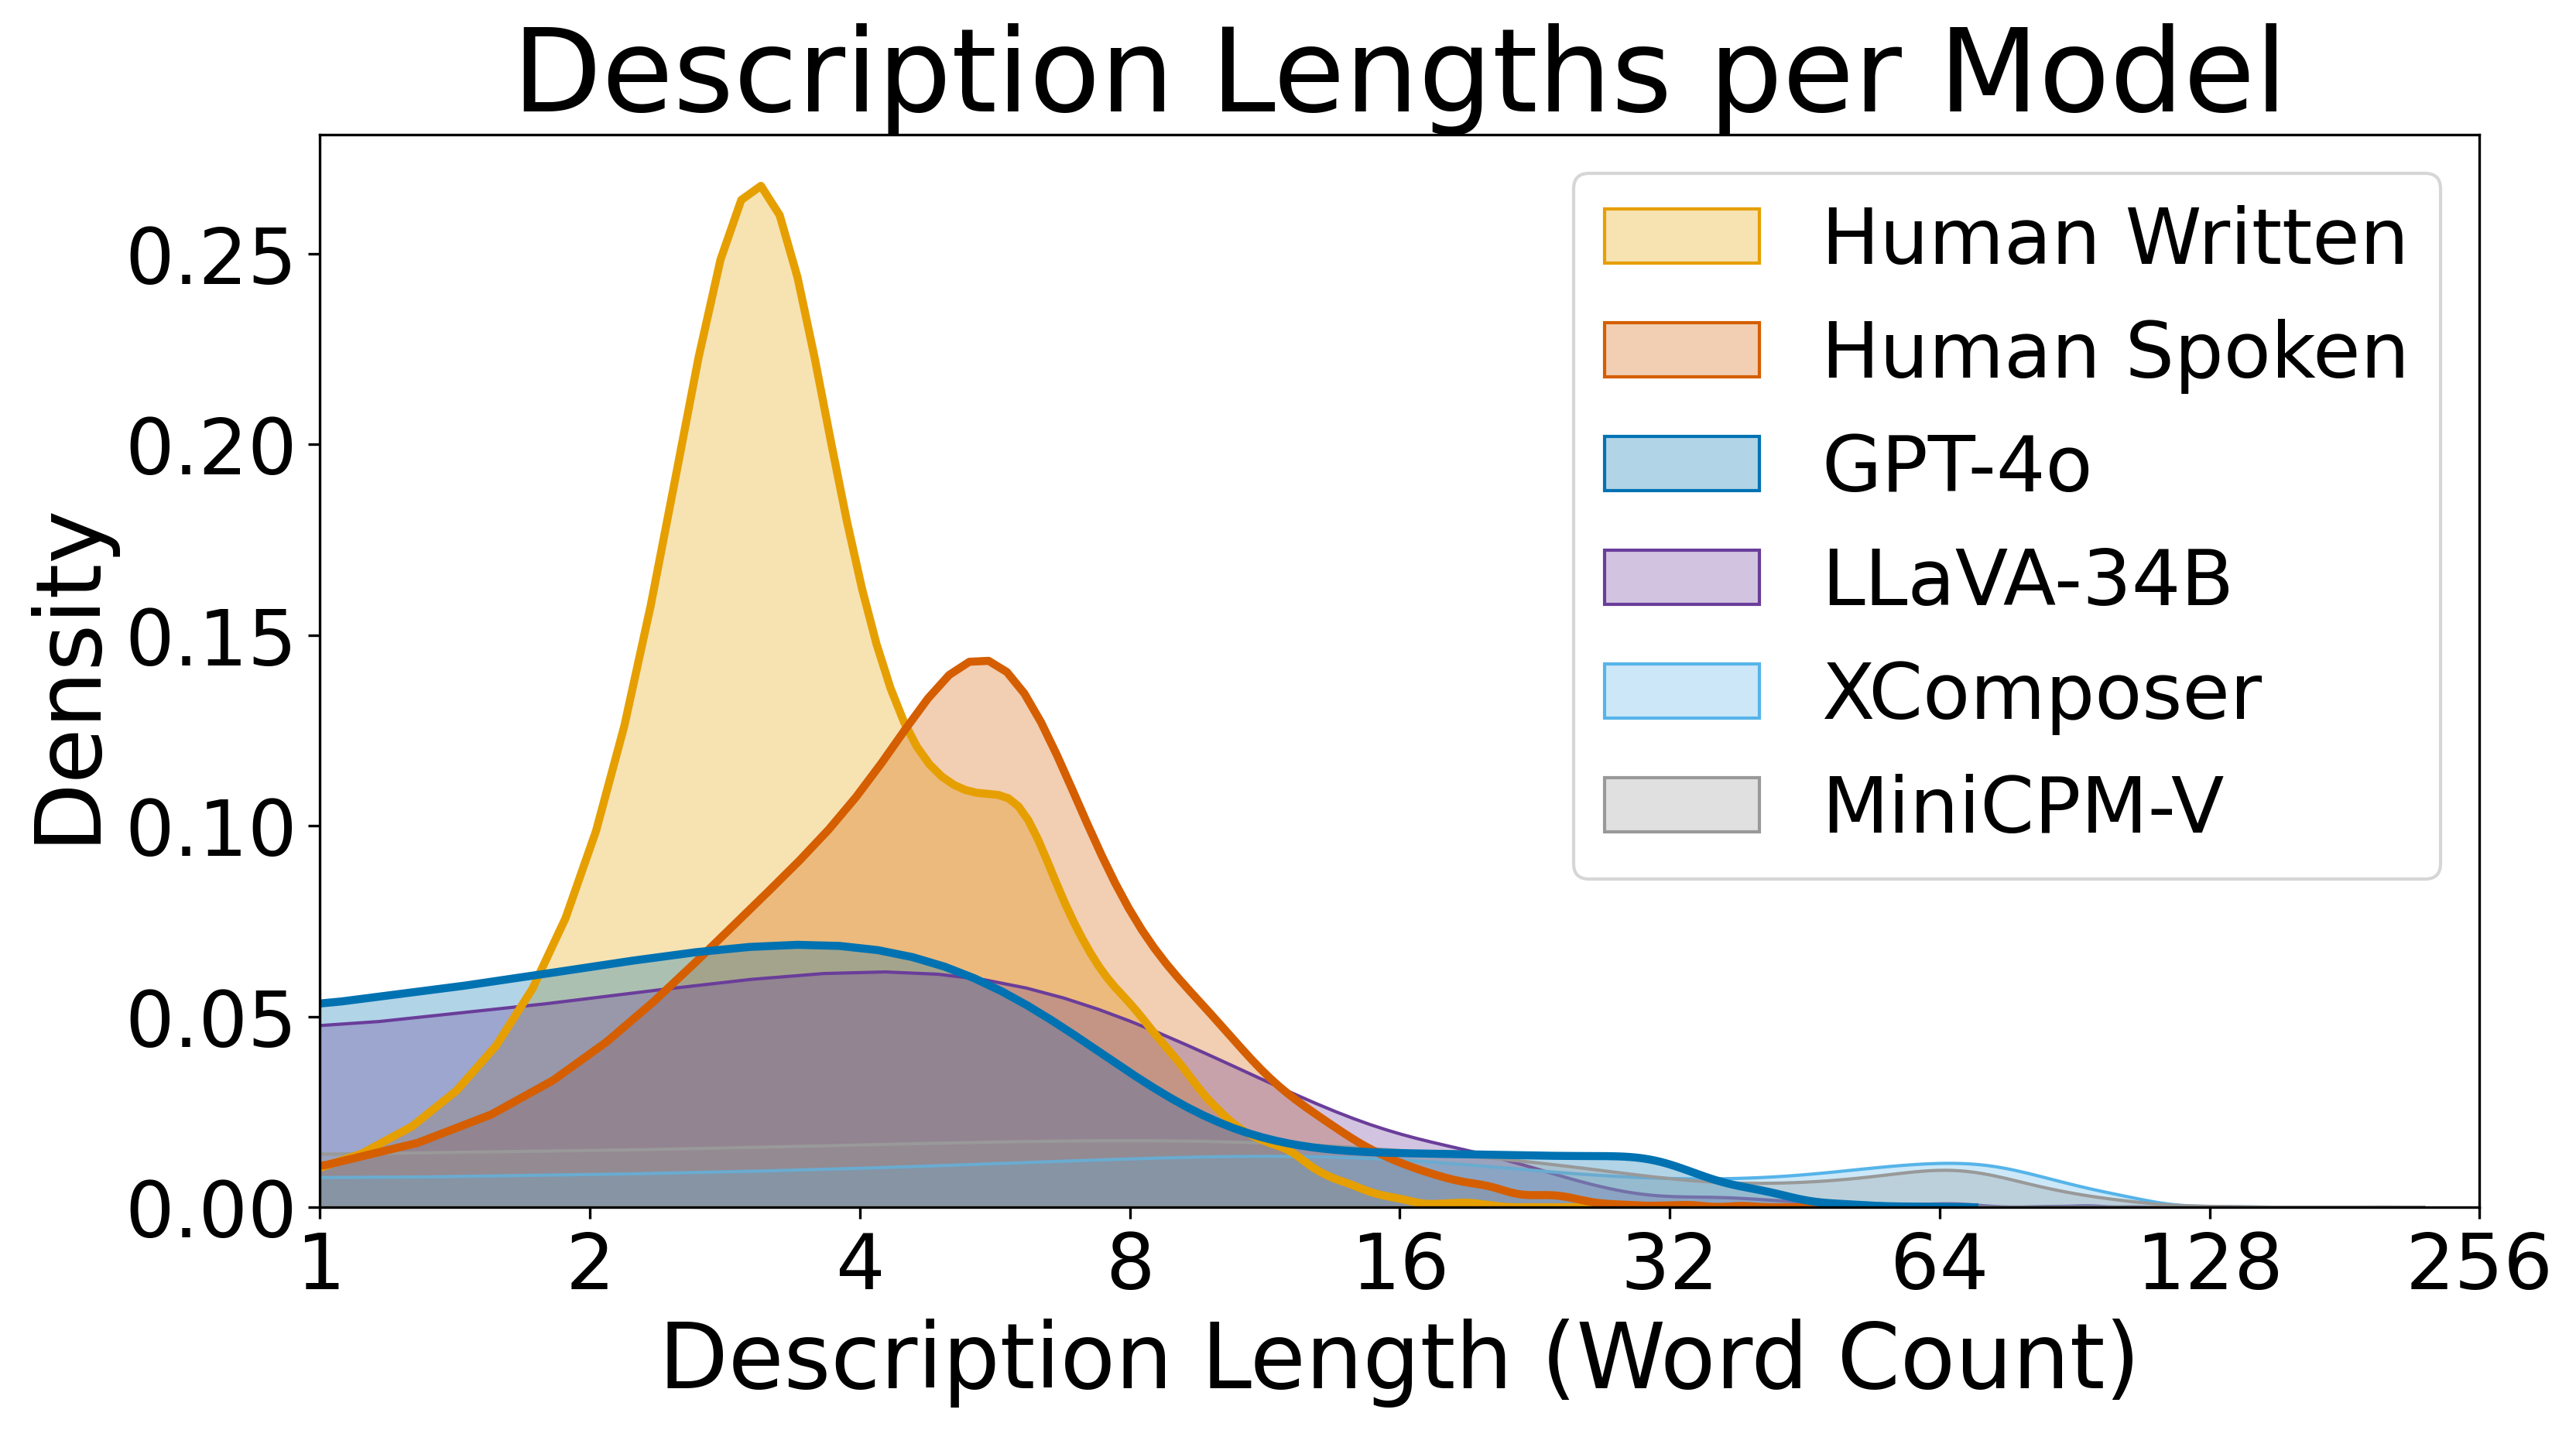 Description Lengths per Model
Density
0.25
0.20
0.15
0.10
0.05
0.00
Human Written
Human Spoken
GPT-4o
LLaVA-34B
XComposer
MiniCPM-V
1 2 4 8 16 32 64 128 256
Description Length (Word Count)